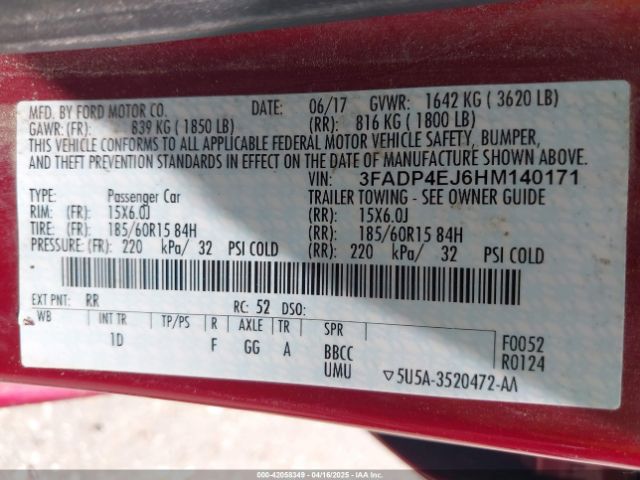 MFD. BY FORD MOTOR CO. DATE: 06/17 GVWR: 1642 KG ( 3620 LB)
GAWR: (FR): 839 KG ( 1850 LB) (RR): 816 KG ( 1800 LB)
THIS VEHICLE CONFORMS TO ALL APPLICABLE FEDERAL MOTOR VEHICLE SAFETY, BUMPER,
AND THEFT PREVENTION STANDARDS IN EFFECT ON THE DATE OF MANUFACTURE SHOWN ABOVE.
VIN: 3FADP4EJ6HM140171
TYPE: Passenger Car TRAILER TOWING - SEE OWNER GUIDE
RIM: (FR): 15X6.0J (RR): 15X6.0J
TIRE: (FR): 185/60R15 84H (RR): 185/60R15 84H
PRESSURE: (FR): 220 kPa/ 32 PSI COLD (RR): 220 kPa/ 32 PSI COLD
EXT PNT: RR RC: 52 DSO:
WB INT TR TP/PS R AXLE TR SPR
1D F GG A BBCC
UMU
F0052
R0124
▽5U5A-3520472-AA
000-42058349 - 04/16/2025 - IAA Inc.